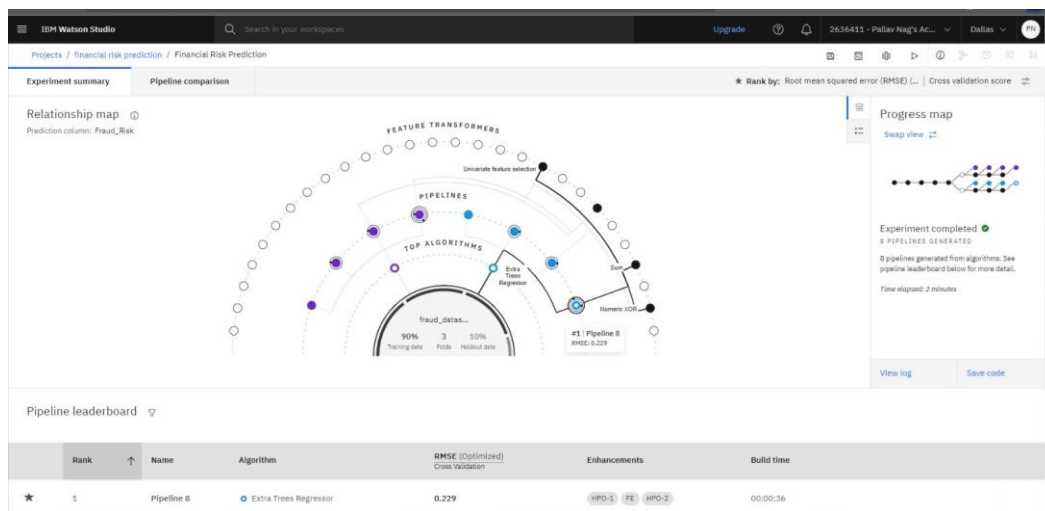 IBM Watson Studio
Search in your workspaces
Upgrade
2636411 - Pallav Nag's Ac...
Dallas
PN
Projects / financial risk prediction / Financial Risk Prediction
Experiment summary
Pipeline comparison
★ Rank by: Root mean squared error (RMSE) (... | Cross validation score
Relationship map
Prediction column: Fraud_Risk
FEATURE TRANSFORMERS
Univariate feature selection
PIPELINES
TOP ALGORITHMS
Extra
Trees
Regressor
Sum
Numeric XOR
fraud_datas...
90% 3 10%
Training data Folds Holdout data
#1 | Pipeline 8
RMSE: 0.229
Progress map
Swap view
Experiment completed
8 PIPELINES GENERATED
8 pipelines generated from algorithms. See
pipeline leaderboard below for more detail.
Time elapsed: 2 minutes
View log
Save code
Pipeline leaderboard
Rank ↑ Name Algorithm RMSE (Optimized) Enhancements Build time
Cross Validation
★ 1 Pipeline 8 Extra Trees Regressor 0.229 HPO-1 FE HPO-2 00:00:36